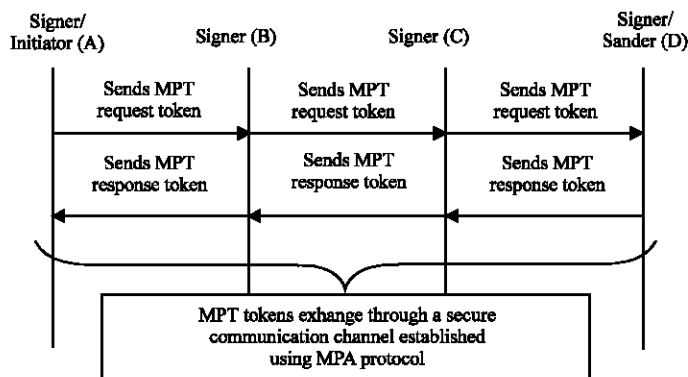 Signer/
Initiator (A)
Signer (B)
Signer (C)
Signer/
Sander (D)
Sends MPT
request token
Sends MPT
request token
Sends MPT
request token
Sends MPT
response token
Sends MPT
response token
Sends MPT
response token
MPT tokens exhange through a secure
communication channel established
using MPA protocol